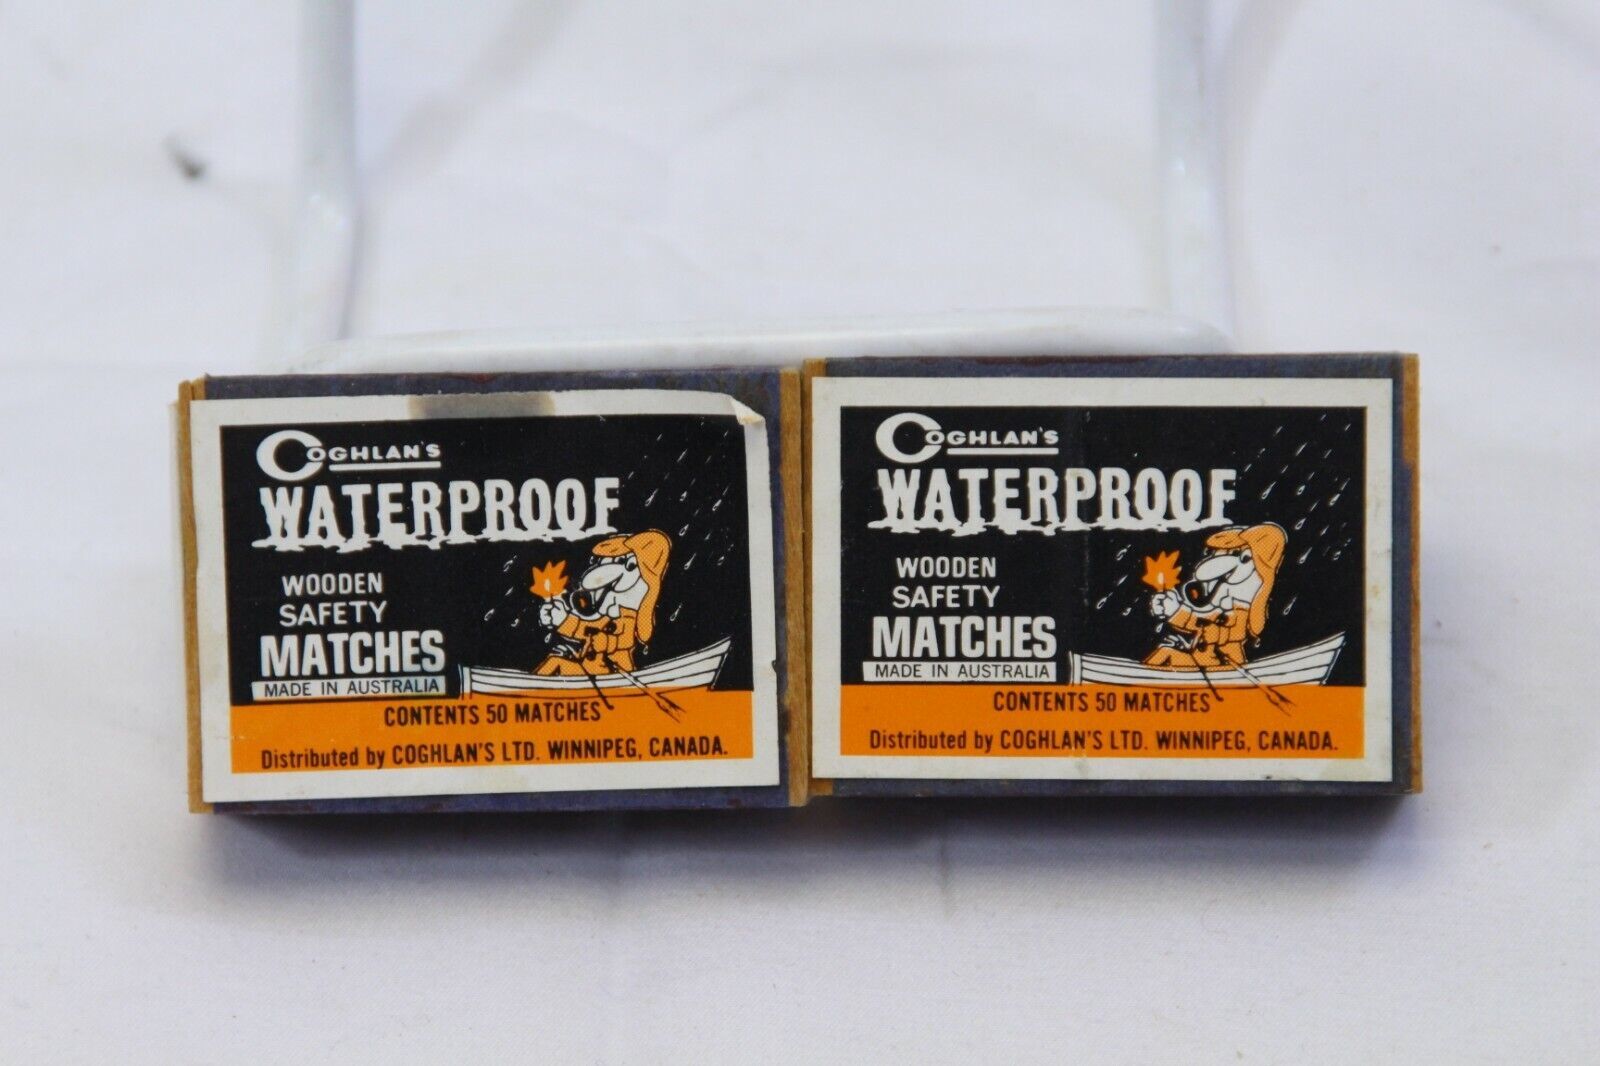 COGHLAN'S
WATERPROOF
WOODEN
SAFETY
MATCHES
MADE IN AUSTRALIA
CONTENTS 50 MATCHES
Distributed by COGHLAN'S LTD. WINNIPEG, CANADA.
COGHLAN'S
WATERPROOF
WOODEN
SAFETY
MATCHES
MADE IN AUSTRALIA
CONTENTS 50 MATCHES
Distributed by COGHLAN'S LTD. WINNIPEG, CANADA.